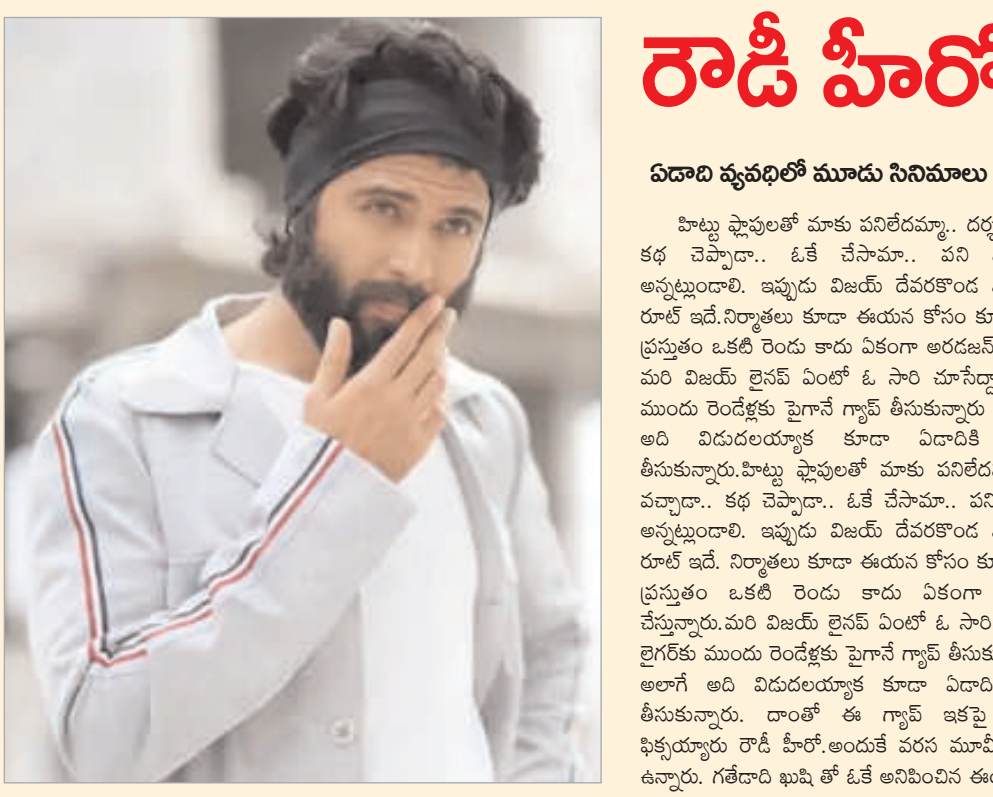 రౌడీ హీరో
ఏడాది వ్యవధిలో మూడు సినిమాలు
హిట్టు ఫ్లాపులతో మాకు పనిలేదమ్మా..
కథ చెప్పాడా.. ఓకే చేసామా.. పని
అన్నట్లుండాలి. ఇప్పుడు విజయ్ దేవరకొండ
రూట్ ఇదే.నిర్మాతలు కూడా ఈయన కోసం
ప్రస్తుతం ఒకటి రెండు కాదు ఏకంగా అరడజన్
మరి విజయ్ లైనప్ ఏంటో ఓ సారి
ముందు రెండేళ్లకు పైగానే గ్యాప్ తీసుకున్నారు
అది విడుదలయ్యాక కూడా ఏడాదికి
తీసుకున్నారు.హిట్టు ఫ్లాపులతో మాకు
వచ్చాడా.. కథ చెప్పాడా.. ఓకే చేసామా.. పని
అన్నట్లుండాలి. ఇప్పుడు విజయ్ దేవరకొండ
రూట్ ఇదే. నిర్మాతలు కూడా ఈయన కోసం
ప్రస్తుతం ఒకటి రెండు కాదు ఏకంగా
చేస్తున్నారు.మరి విజయ్ లైనప్ ఏంటో ఓ సారి
లైగర్‌కు ముందు రెండేళ్లకు పైగానే గ్యాప్
అలాగే అది విడుదలయ్యాక కూడా
తీసుకున్నారు. దాంతో ఈ గ్యాప్ ఇకపై
ఫిక్సయ్యారు రౌడీ హీరో.అందుకే వరస
ఉన్నారు. గతేడాది ఖుషి తో ఓకే అనిపించిన